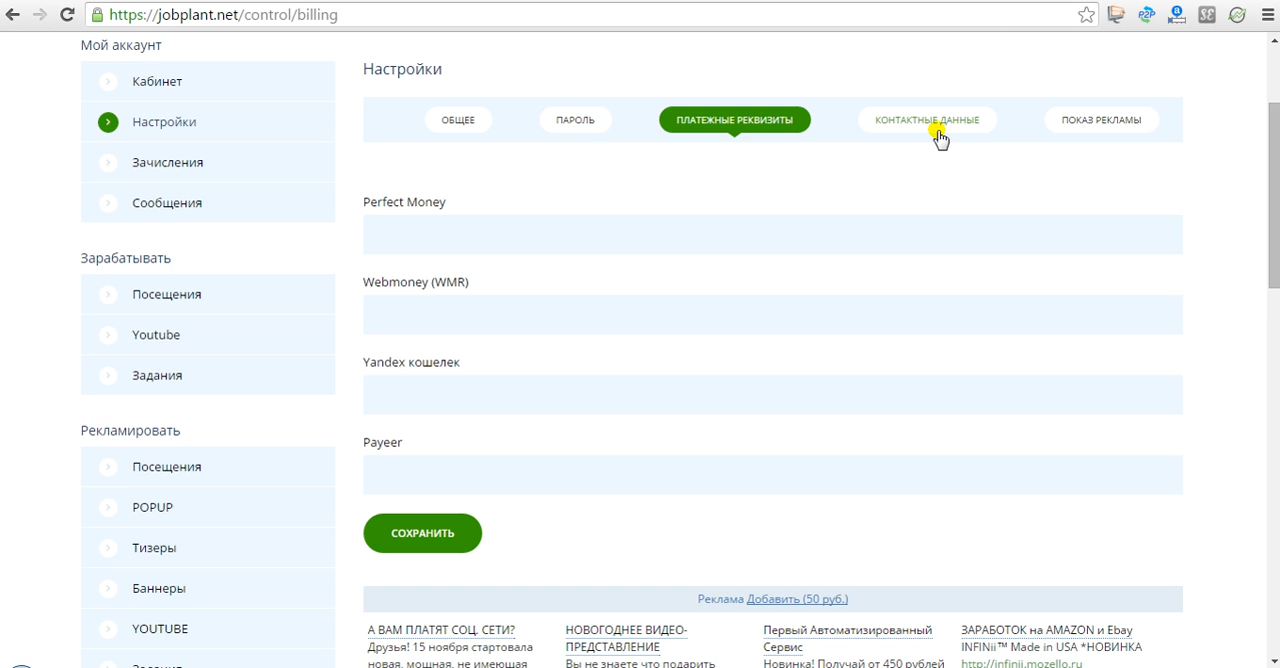 https://jobplant.net/control/billing
Мой аккаунт
Кабинет
Настройки
Зачисления
Сообщения
Зарабатывать
Посещения
Youtube
Задания
Рекламировать
Посещения
POPUP
Тизеры
Баннеры
YOUTUBE
Настройки
ОБЩЕЕ
ПАРОЛЬ
ПЛАТЕЖНЫЕ РЕКВИЗИТЫ
КОНТАКТНЫЕ ДАННЫЕ
ПОКАЗ РЕКЛАМЫ
Perfect Money
Webmoney (WMR)
Yandex кошелек
Payeer
СОХРАНИТЬ
Реклама Добавить (50 руб.)
А ВАМ ПЛАТЯТ СОЦ. СЕТИ?
Друзья! 15 ноября стартовала
новая, мощная, не имеющая
НОВОГОДНЕЕ ВИДЕО-
ПРЕДСТАВЛЕНИЕ
Вы не знаете что подарить
Первый Автоматизированный
Сервис
Новинка! Получай от 450 рублей
ЗАРАБОТОК на AMAZON и Ebay
INFINii™ Made in USA *НОВИНКА
http://infinii.mozello.ru